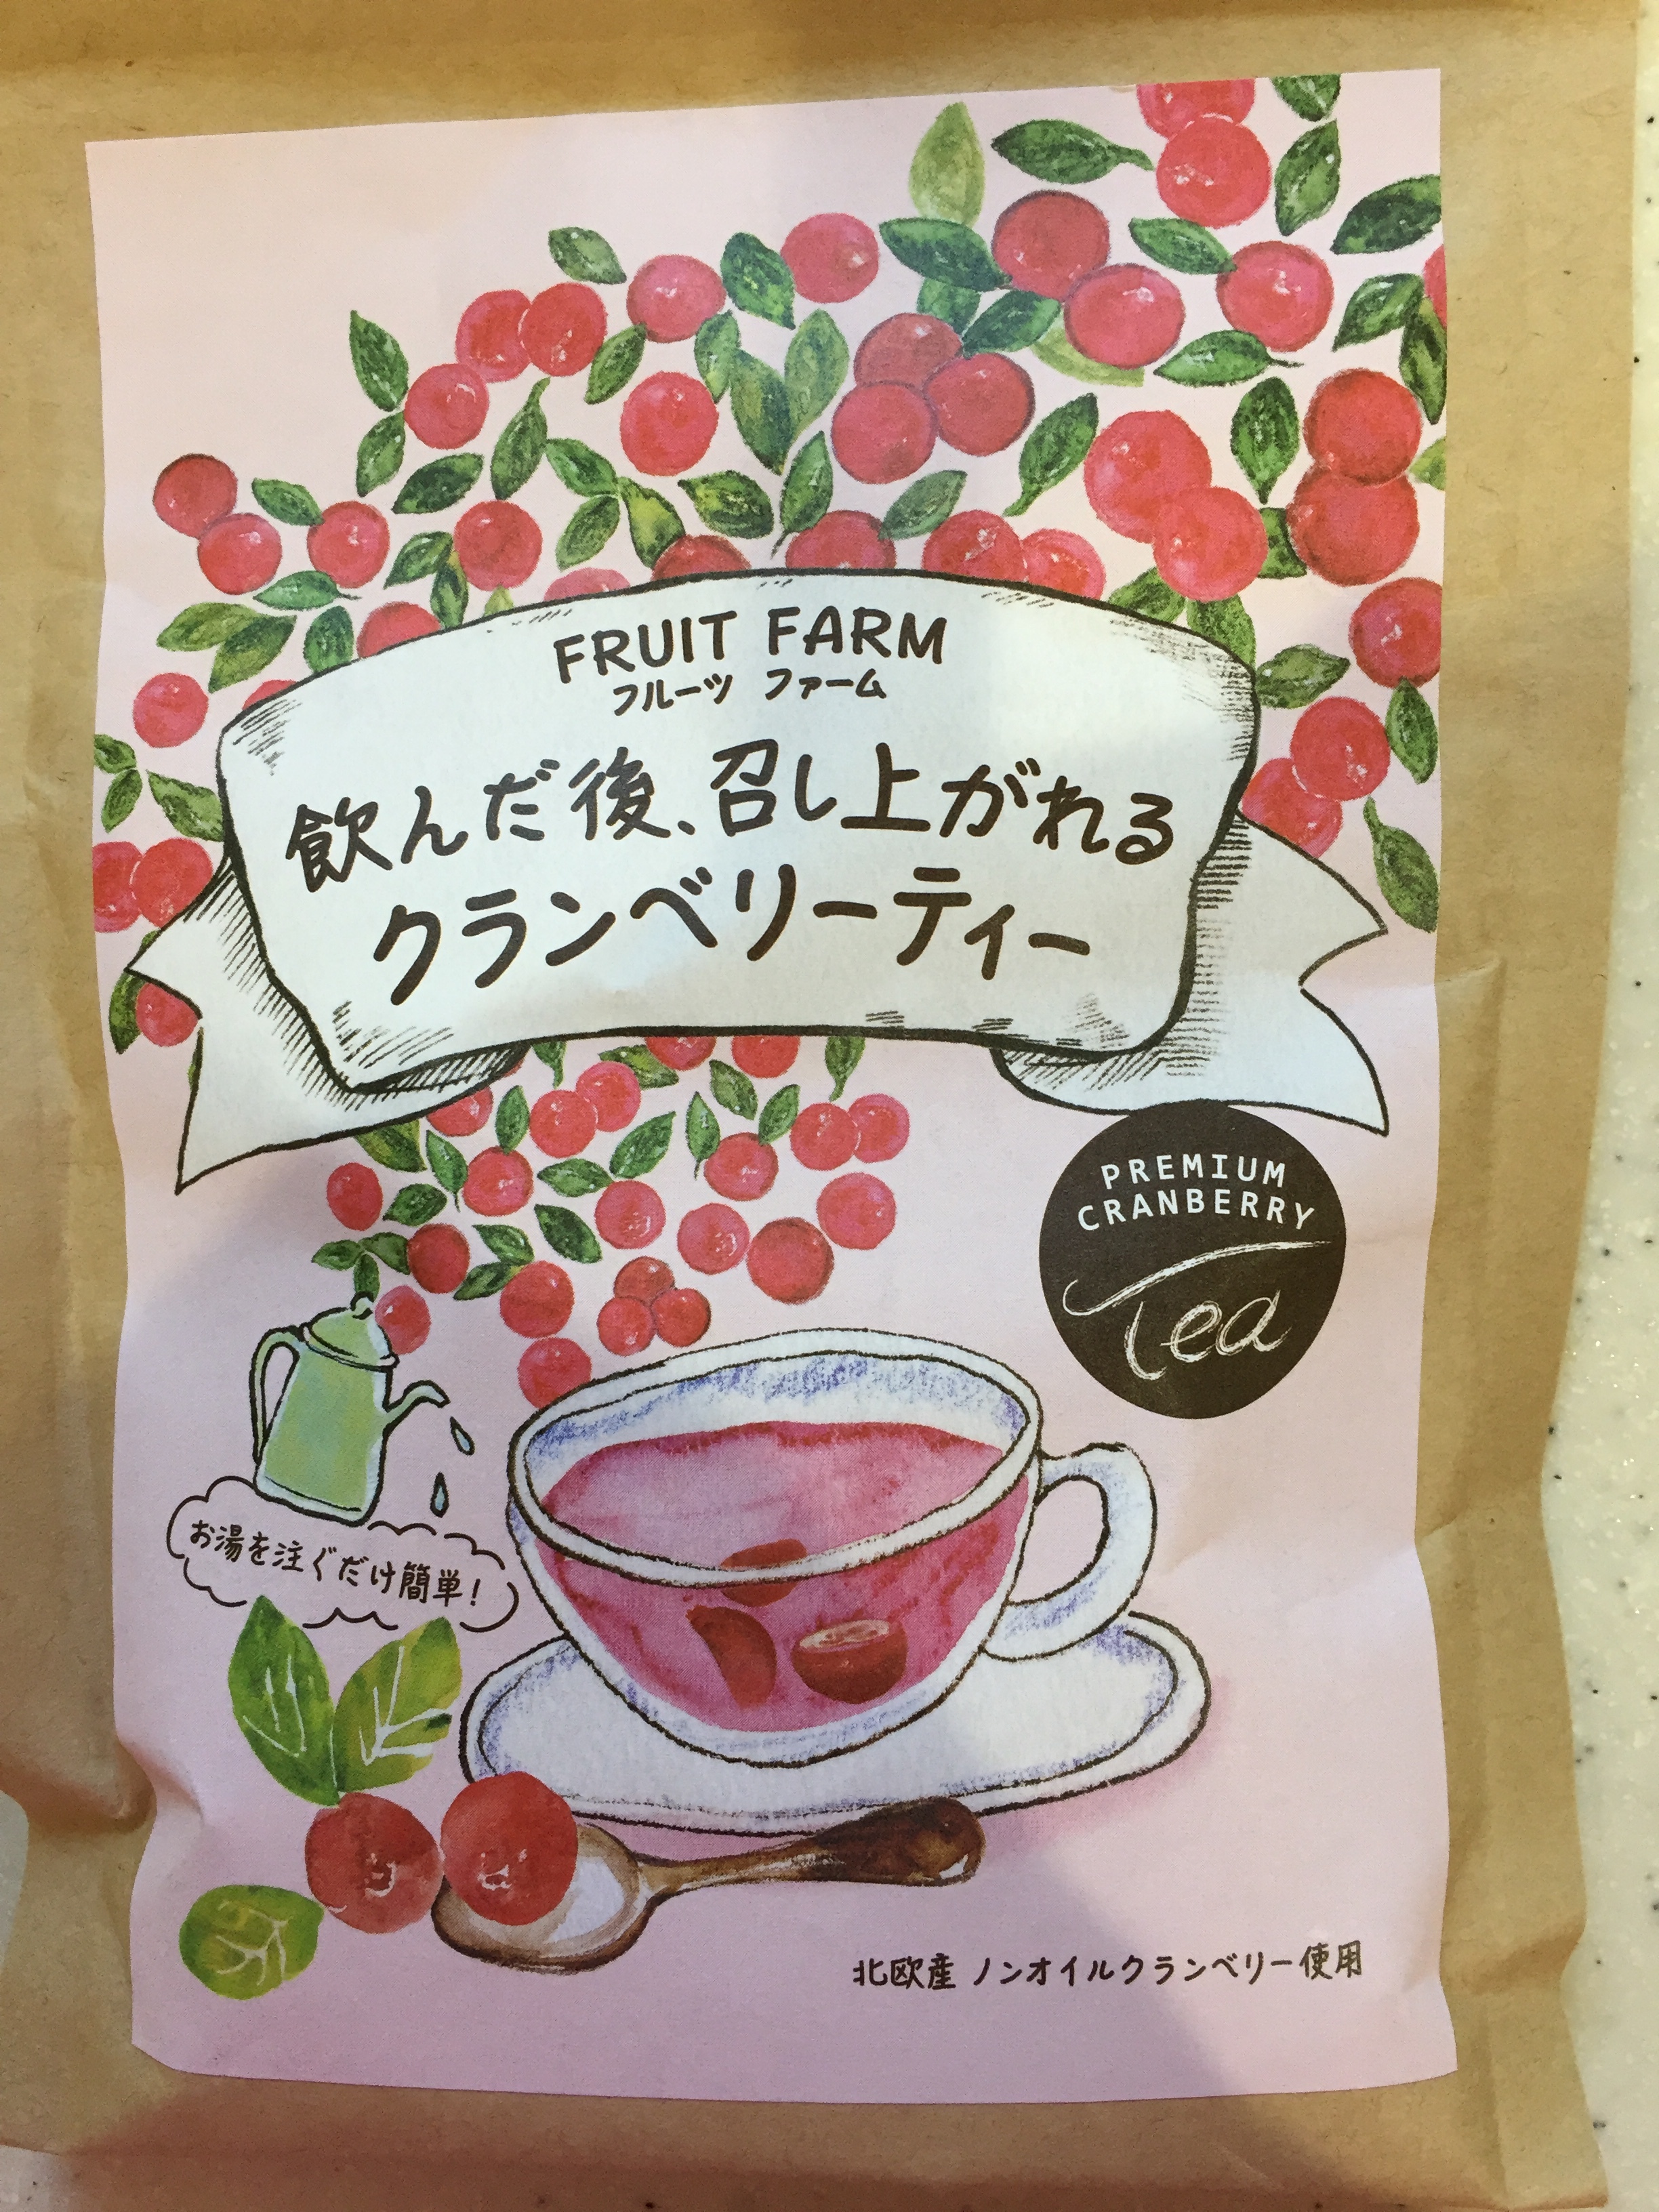 FRUIT FARM
フルーツ ファーム
飲んだ後、召し上がれる
クランベリーティー
PREMIUM
CRANBERRY
Tea
お湯を注ぐだけ簡単!
北欧産 ノンオイルクランベリー使用